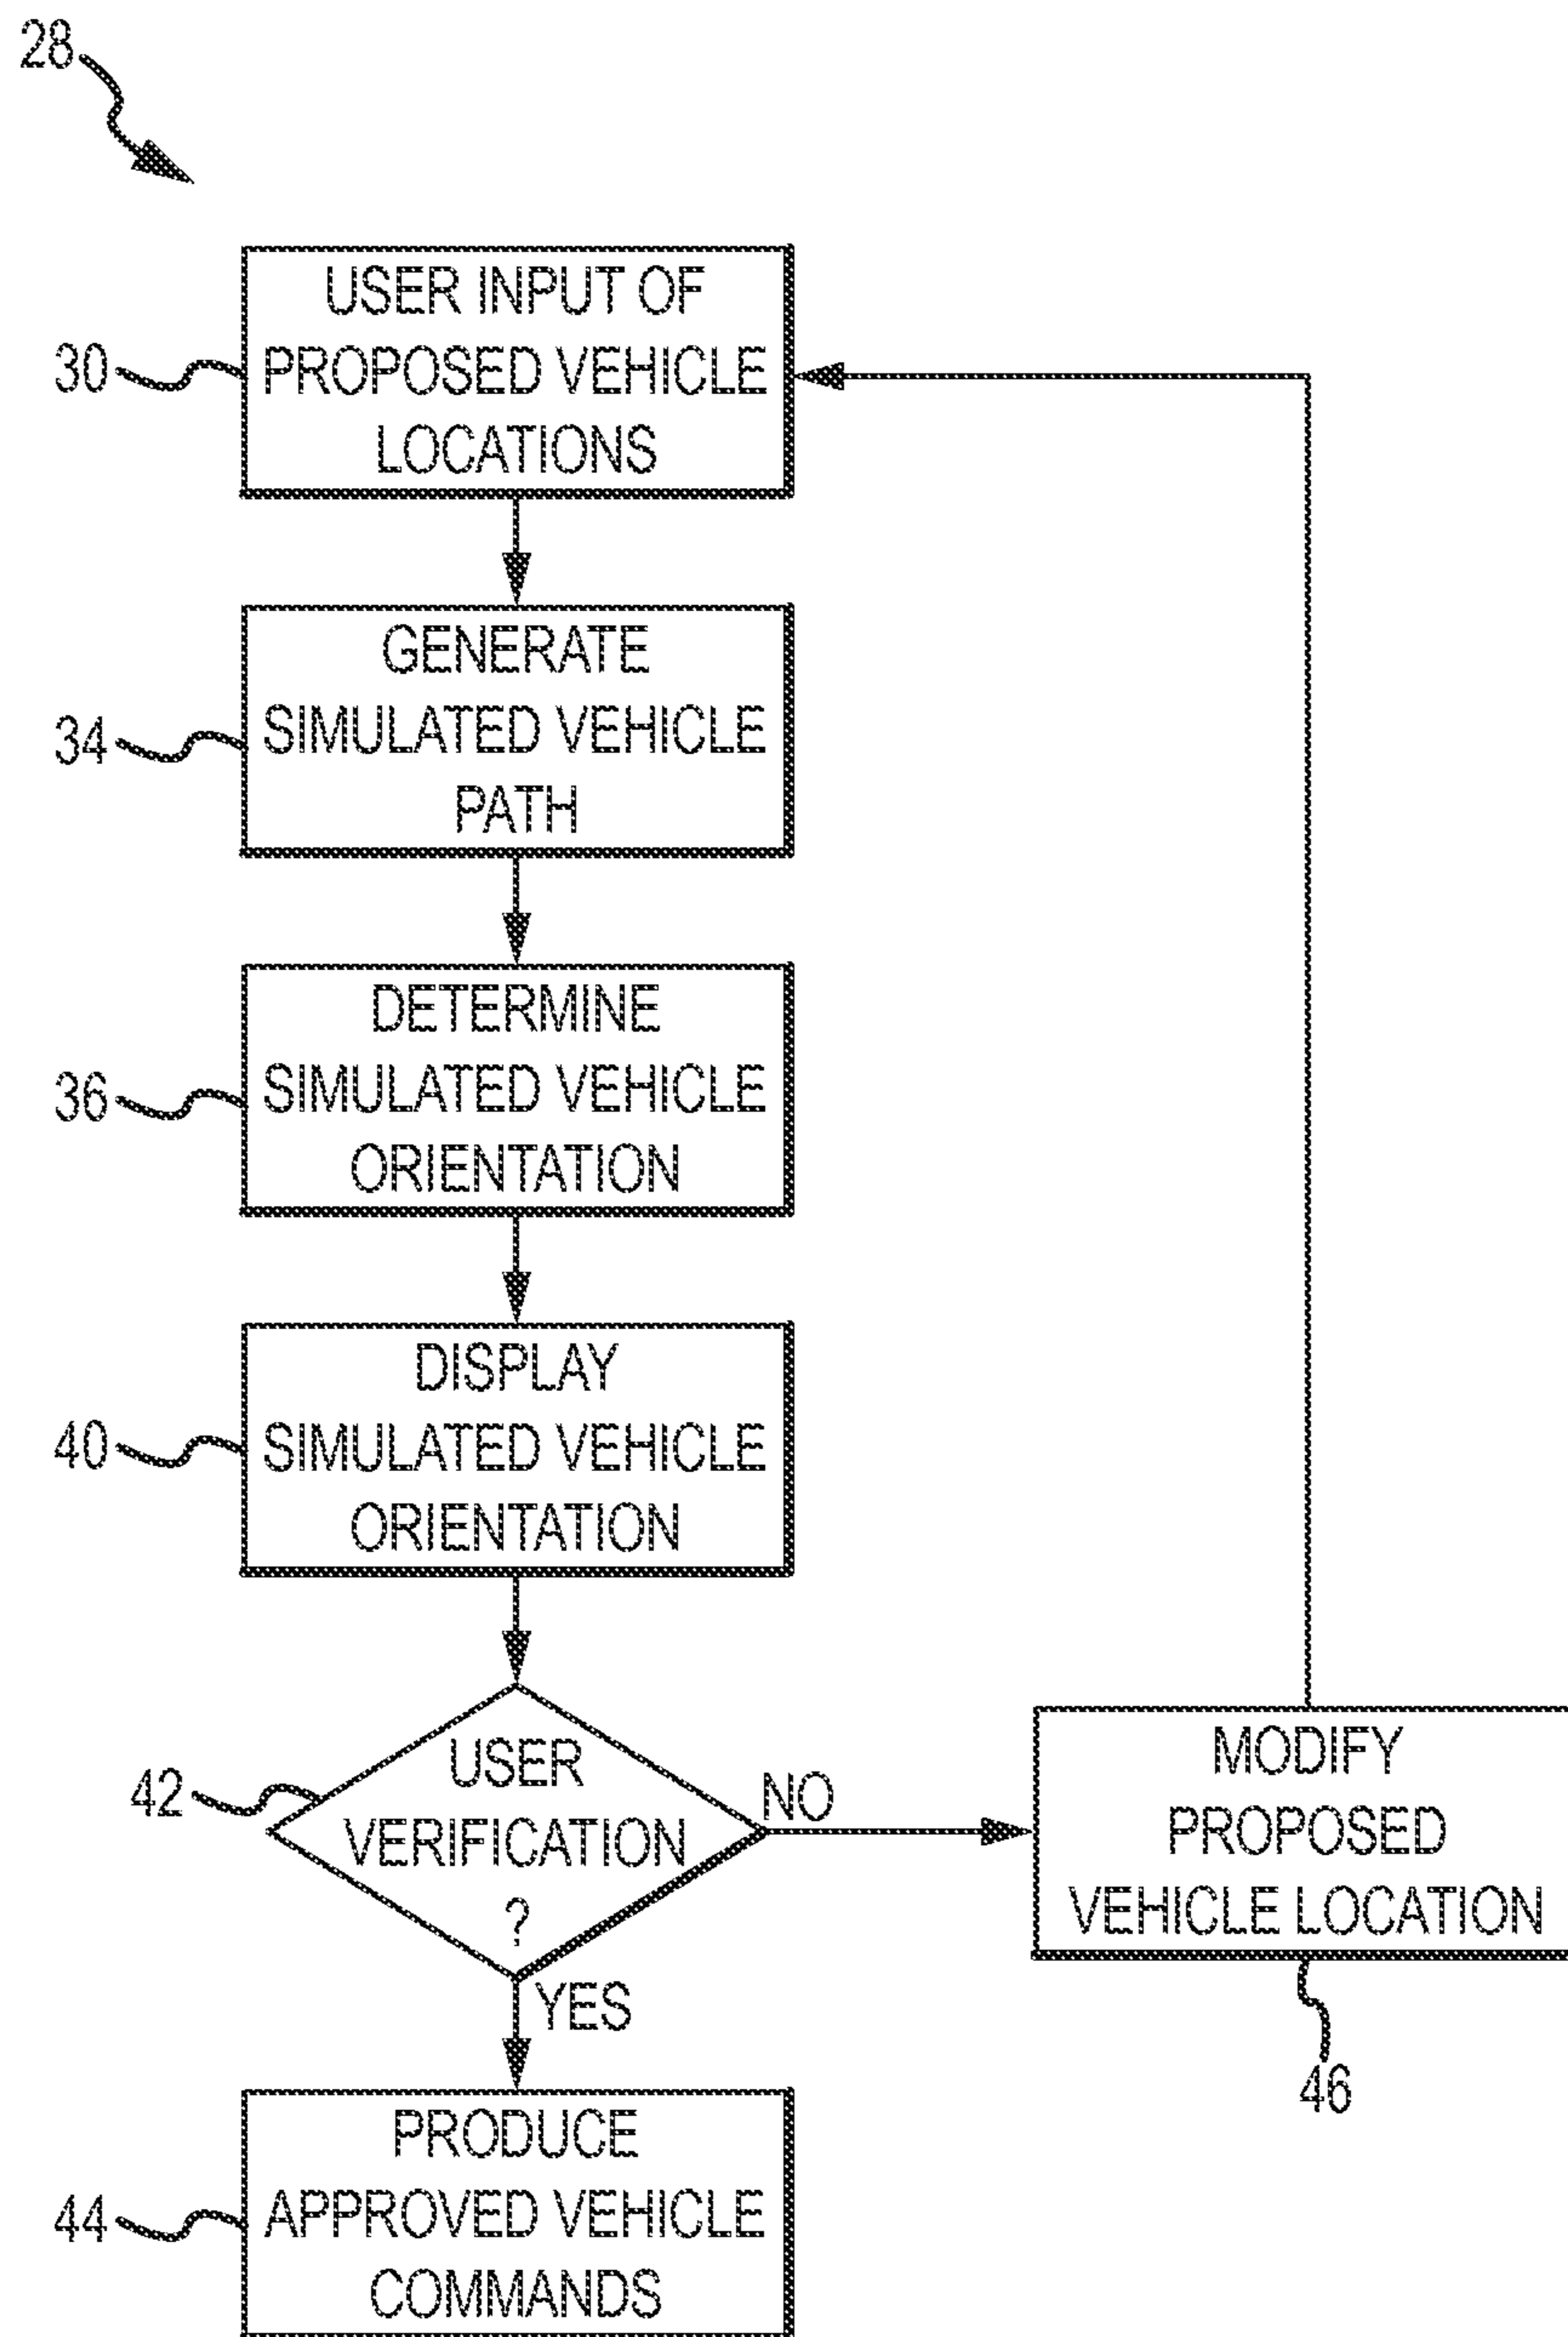 28
30
USER INPUT OF
PROPOSED VEHICLE
LOCATIONS
34
GENERATE
SIMULATED VEHICLE
PATH
36
DETERMINE
SIMULATED VEHICLE
ORIENTATION
40
DISPLAY
SIMULATED VEHICLE
ORIENTATION
42
USER
VERIFICATION
?
NO
YES
MODIFY
PROPOSED
VEHICLE LOCATION
46
44
PRODUCE
APPROVED VEHICLE
COMMANDS